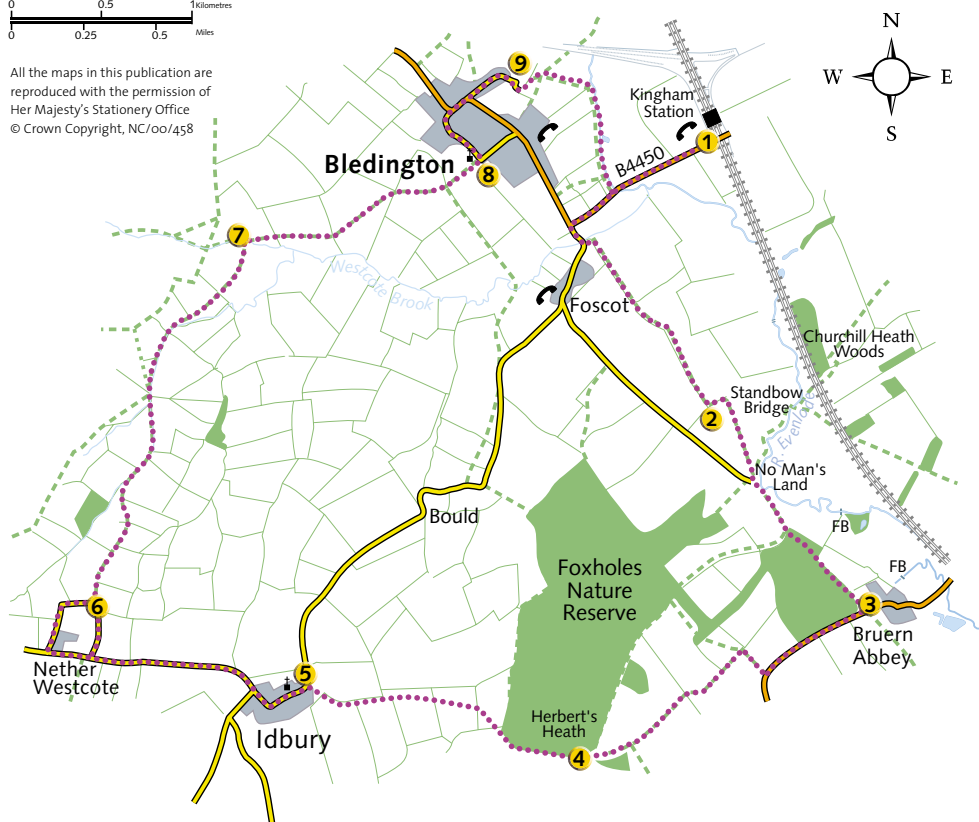 0 0.5 1 Kilometres
0 0.25 0.5 Miles
All the maps in this publication are
reproduced with the permission of
Her Majesty's Stationery Office
© Crown Copyright, NC/00/458
N
W E
S
9
Kingham
Station
1
B4450
Bledington
8
7
Westcote Brook
Foscot
Churchill Heath
Woods
Standbow
Bridge
2
R. Evenlode
No Man's
Land
Bould
FB
FB
Foxholes
Nature
Reserve
6
3
Bruern
Abbey
Nether
Westcote
5
Herbert's
Heath
Idbury
4